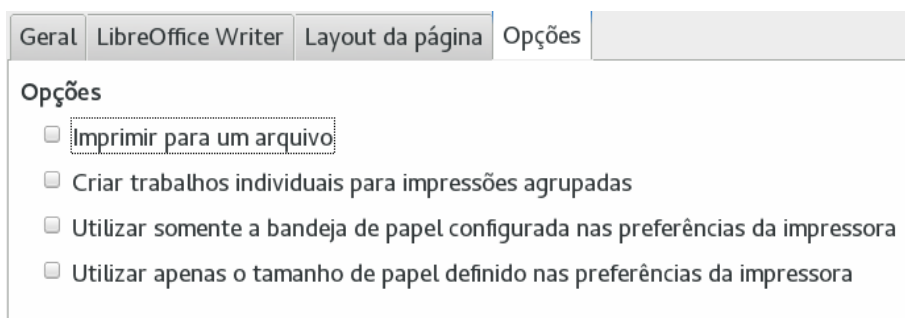 Geral LibreOffice Writer Layout da página Opções
Opções
Imprimir para um arquivo
Criar trabalhos individuais para impressões agrupadas
Utilizar somente a bandeja de papel configurada nas preferências da impressora
Utilizar apenas o tamanho de papel definido nas preferências da impressora